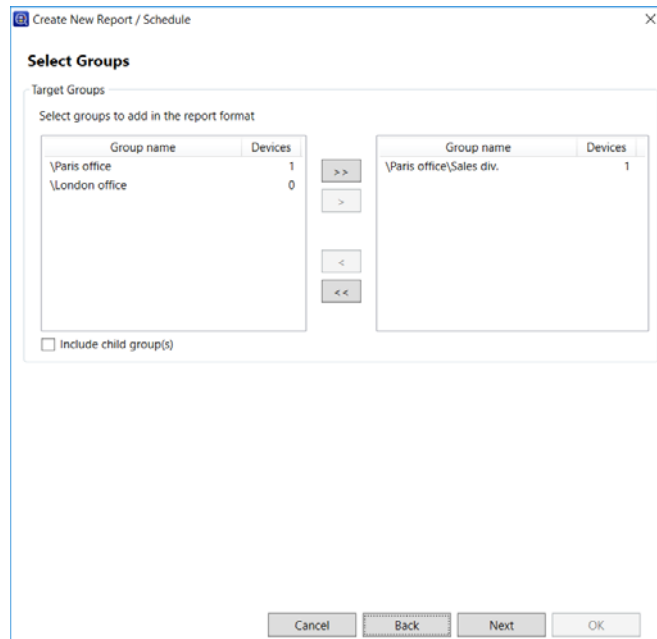 Create New Report / Schedule
Select Groups
Target Groups
Select groups to add in the report format
Group name Devices
\Paris office 1
\London office 0
>>
>
<
<<
Group name Devices
\Paris office\Sales div. 1
Include child group(s)
Cancel Back Next OK